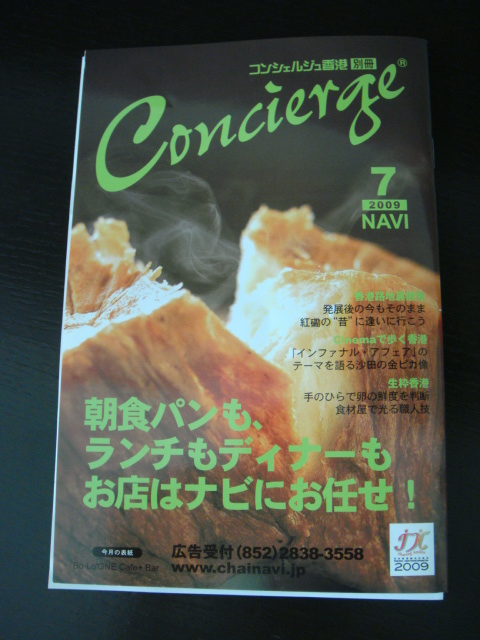 コンシェルジュ香港 別冊
Concierge®
7
2009
NAVI
発展後の今もそのまま
紅磡の“昔”に逢いに行こう
Cinemaで歩く香港
「インファナル・アフェア」の
テーマを語る沙田の金ピカ像
生粋香港
手のひらで卵の鮮度を判断
食材屋で光る職人技
朝食パンも、
ランチもディナーも
お店はナビにお任せ！
今月の表紙
Bo-LoGNE Cafe+ Bar
広告受付 (852)2838-3558
www.chainavi.jp
2009